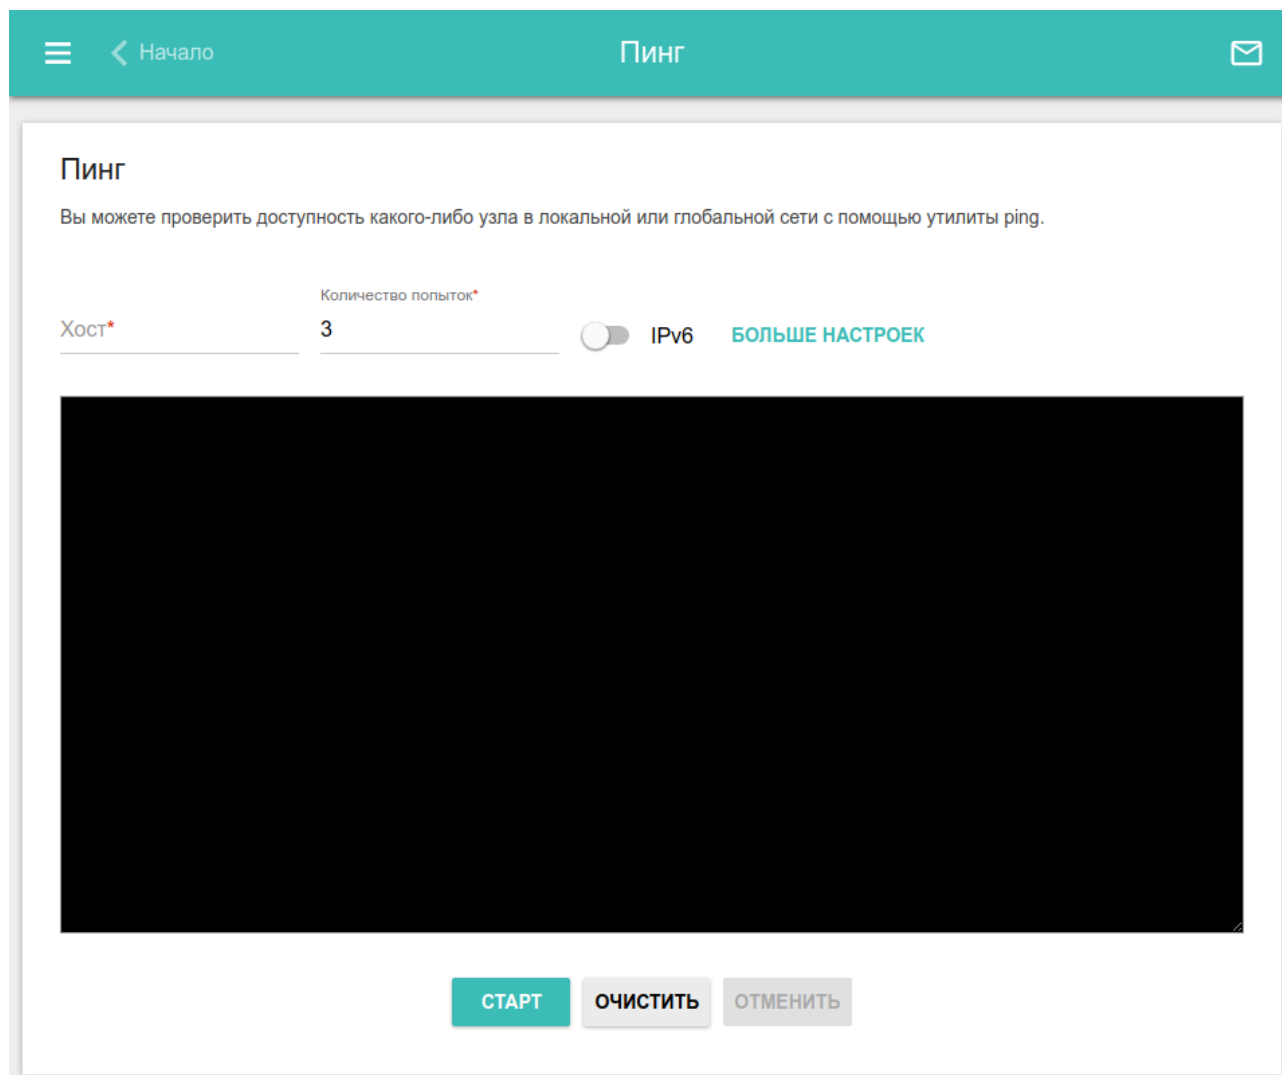 Начало
Пинг
Пинг
Вы можете проверить доступность какого-либо узла в локальной или глобальной сети с помощью утилиты ping.
Количество попыток*
Хост*
3
IPv6
БОЛЬШЕ НАСТРОЕК
СТАРТ
ОЧИСТИТЬ
ОТМЕНИТЬ